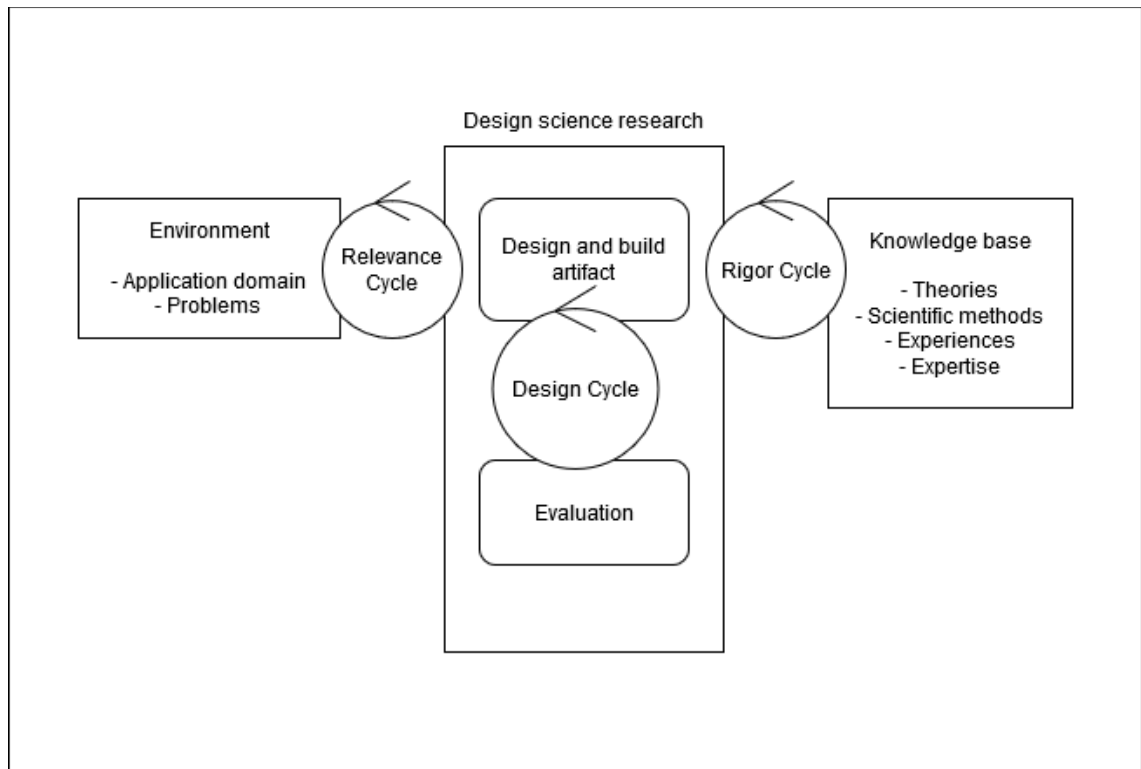 Design science research
Environment
- Application domain
- Problems
Relevance
Cycle
Design and build
artifact
Design Cycle
Evaluation
Rigor Cycle
Knowledge base
- Theories
- Scientific methods
- Experiences
- Expertise